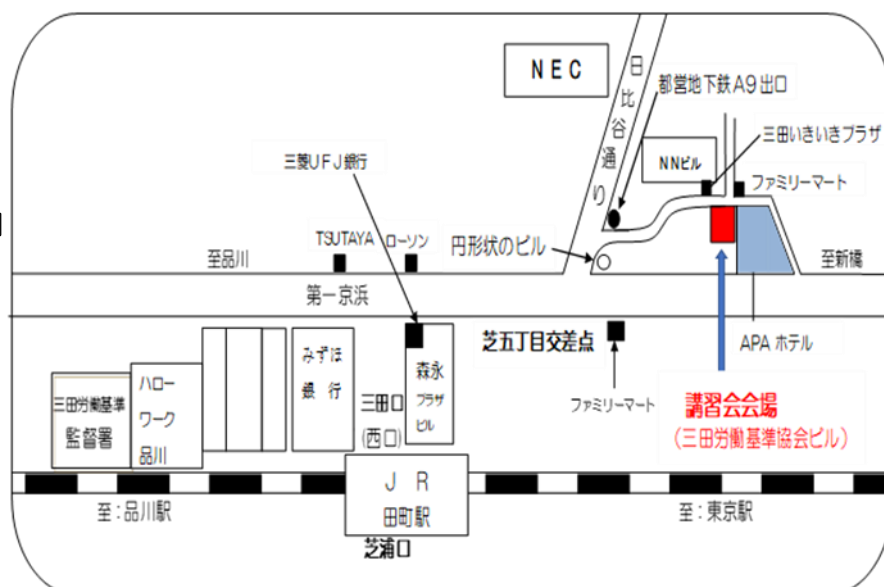 NEC
日比谷通り
都営地下鉄A9出口
三田いきいきプラザ
NNビル
ファミリーマート
三菱UFJ銀行
TSUTAYA
ローソン
円形状のビル
至品川
至新橋
第一京浜
APAホテル
芝五丁目交差点
ファミリーマート
みずほ
銀行
森永
プラザ
ビル
三田口
(西口)
三田労働基準
監督署
ハロー
ワーク
品川
講習会会場
(三田労働基準協会ビル)
JR
田町駅
芝浦口
至:品川駅
至:東京駅